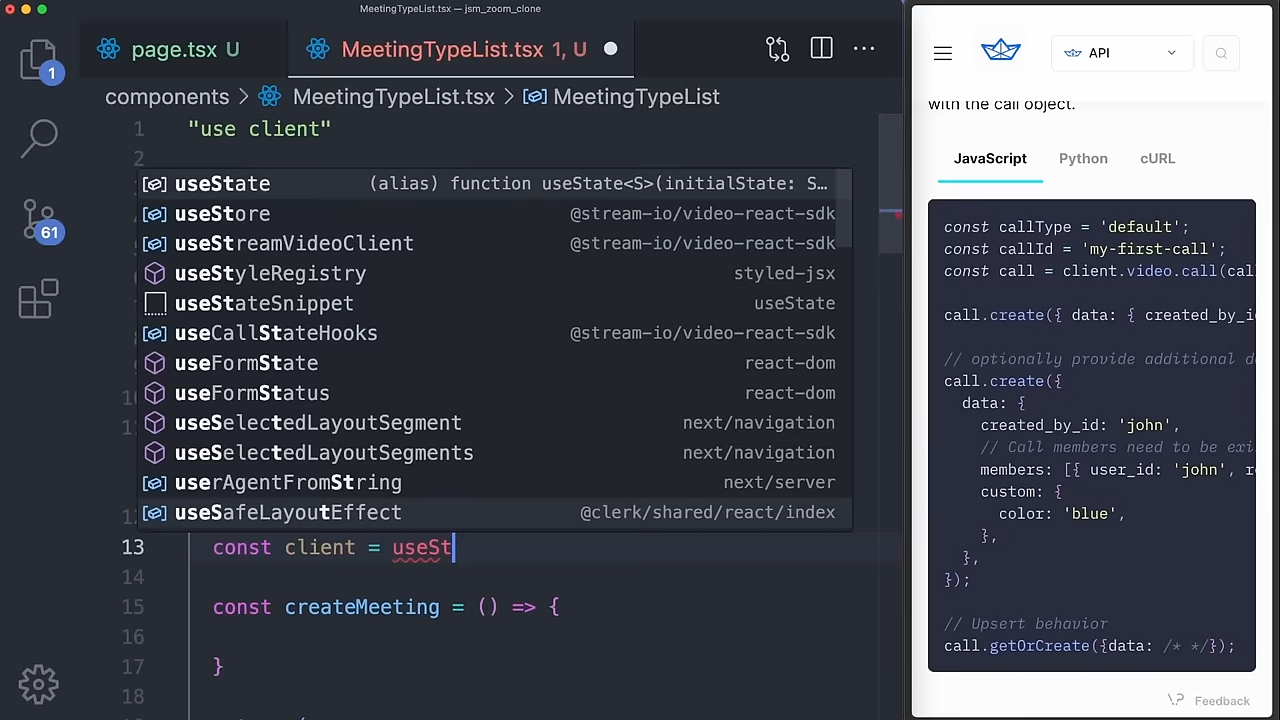 MeetingTypeList.tsx — jsm_zoom_clone
page.tsx U
MeetingTypeList.tsx 1, U
components > MeetingTypeList.tsx > MeetingTypeList
1 "use client"
2
useState (alias) function useState<S>(initialState: S…
useStore @stream-io/video-react-sdk
useStreamVideoClient @stream-io/video-react-sdk
useStyleRegistry styled-jsx
useStateSnippet useState
useCallStateHooks @stream-io/video-react-sdk
useFormState react-dom
useFormStatus react-dom
useSelectedLayoutSegment next/navigation
useSelectedLayoutSegments next/navigation
userAgentFromString next/server
useSafeLayoutEffect @clerk/shared/react/index
13 const client = useSt
14
15 const createMeeting = () => {
16
17 }
18
1
61
API
with the call object.
JavaScript Python cURL
const callType = 'default';
const callId = 'my-first-call';
const call = client.video.call(cal
call.create({ data: { created_by_i
// optionally provide additional d
call.create({
data: {
created_by_id: 'john',
// Call members need to be exi
members: [{ user_id: 'john', r
custom: {
color: 'blue',
},
},
});
// Upsert behavior
call.getOrCreate({data: /* */});
Feedback